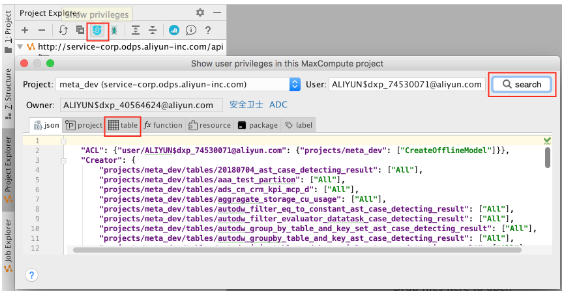 Project Explorer
Show privileges
http://service-corp.odps.aliyun-inc.com/api
1: Project
Z: Structure
Project Explorer
Job Explorer
Show user privileges in this MaxCompute project
Project: meta_dev (service-corp.odps.aliyun-inc.com) User: ALIYUN$dxp_74530071@aliyun.com search
Owner: ALIYUN$dxp_40564624@aliyun.com 安全卫士 ADC
json project table fx function resource package label
1
2 "ACL": {"user/ALIYUN$dxp_74530071@aliyun.com": {"projects/meta_dev": ["CreateOfflineModel"]}},
3 "Creator": {
4 "projects/meta_dev/tables/20180704_ast_case_detecting_result": ["All"],
5 "projects/meta_dev/tables/aaa_test_partiton": ["All"],
6 "projects/meta_dev/tables/ads_cn_crm_kpi_mcp_d": ["All"],
7 "projects/meta_dev/tables/aggragate_storage_cu_usage": ["All"],
8 "projects/meta_dev/tables/autodw_filter_eq_to_constant_ast_case_detecting_result": ["All"],
9 "projects/meta_dev/tables/autodw_filter_evaluator_datatask_case_detecting_result": ["All"],
10 "projects/meta_dev/tables/autodw_group_by_table_and_key_set_ast_case_detecting_result": ["All"],
11 "projects/meta_dev/tables/autodw_groupby_table_and_key_ast_case_detecting_result": ["All"],
12
?